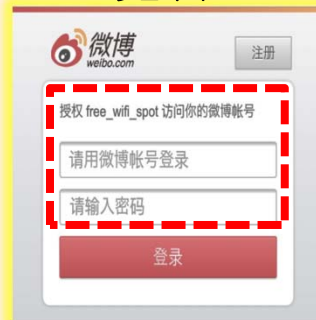 微博
注册
weibo.com
授权 free_wifi_spot 访问你的微博帐号
请用微博帐号登录
请输入密码
登录